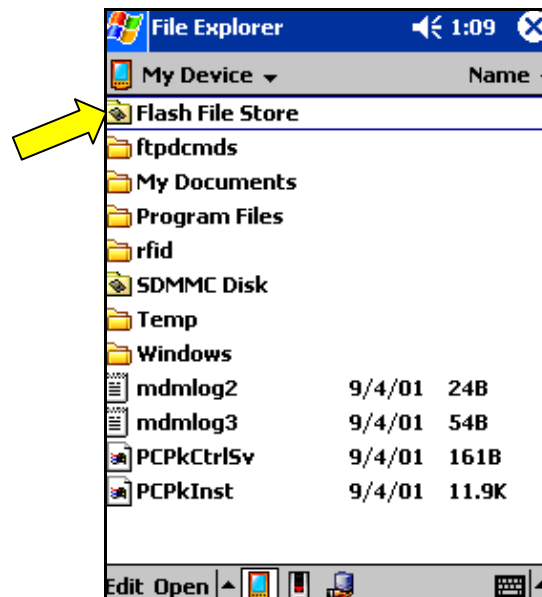 File Explorer 1:09
My Device Name
Flash File Store
ftpdcmds
My Documents
Program Files
rfid
SDMMC Disk
Temp
Windows
mdmlog2 9/4/01 24B
mdmlog3 9/4/01 54B
PCPkCtrlSv 9/4/01 161B
PCPkInst 9/4/01 11.9K
Edit Open